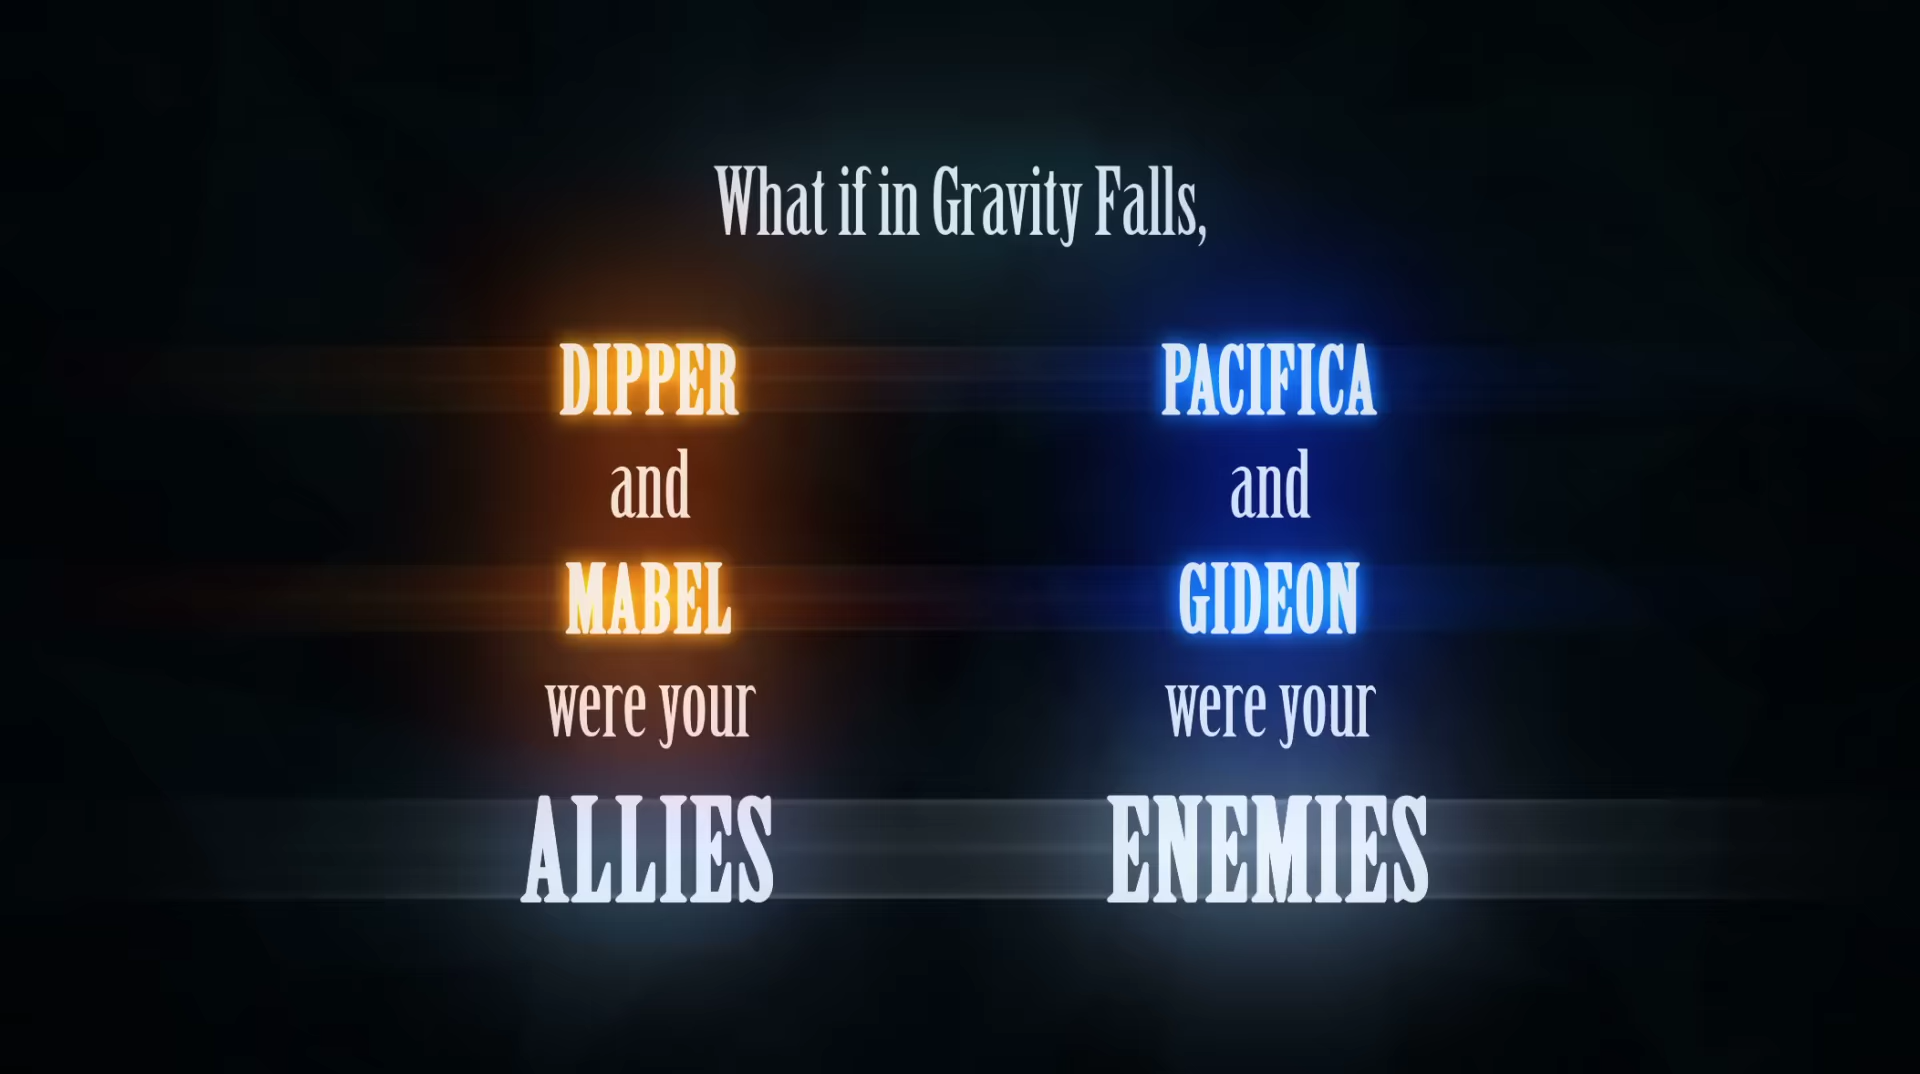 What if in Gravity Falls,
DIPPER
and
MABEL
were your
ALLIES
PACIFICA
and
GIDEON
were your
ENEMIES